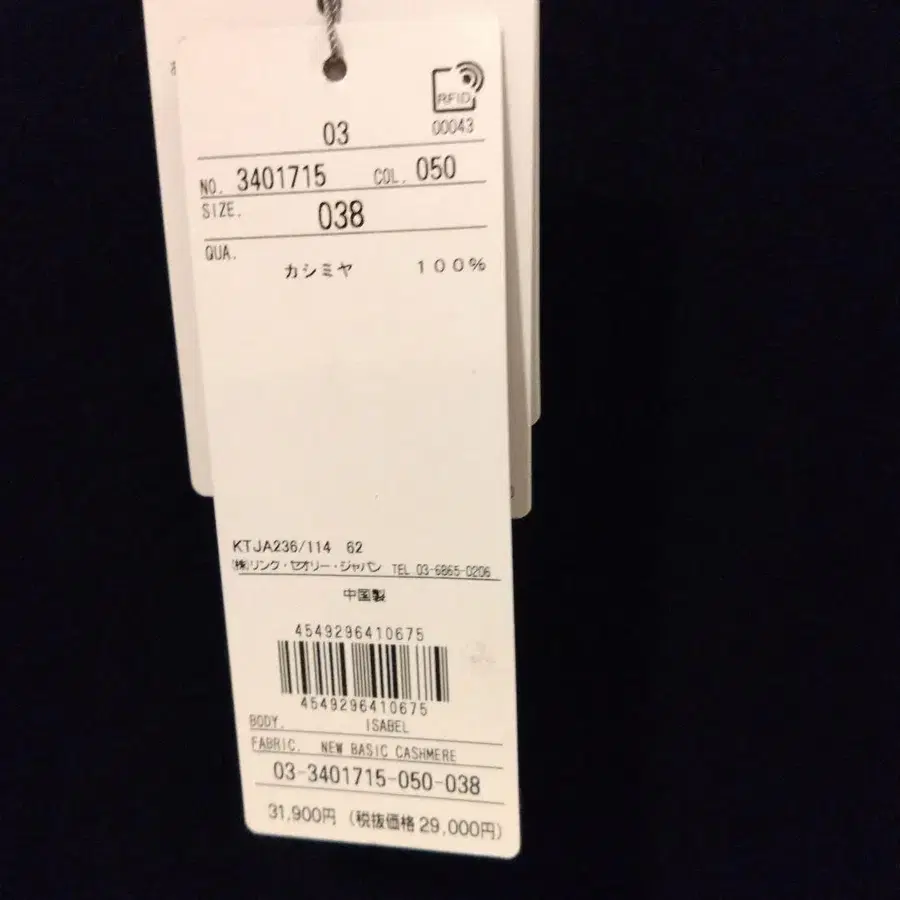 RFID
00043
03
NO. 3401715 COL. 050
SIZE. 038
QUA.
カシミヤ 100%
KTJA236/114 62
(株)リンク・セオリー・ジャパン TEL 03-6865-0206
中国製
4549296410675
4549296410675
BODY. ISABEL
FABRIC. NEW BASIC CASHMERE
03-3401715-050-038
31,900円 (税抜価格29,000円)